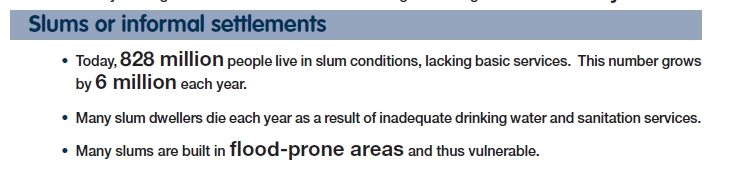 Slums or informal settlements
• Today, 828 million people live in slum conditions, lacking basic services. This number grows
by 6 million each year.
• Many slum dwellers die each year as a result of inadequate drinking water and sanitation services.
• Many slums are built in flood-prone areas and thus vulnerable.